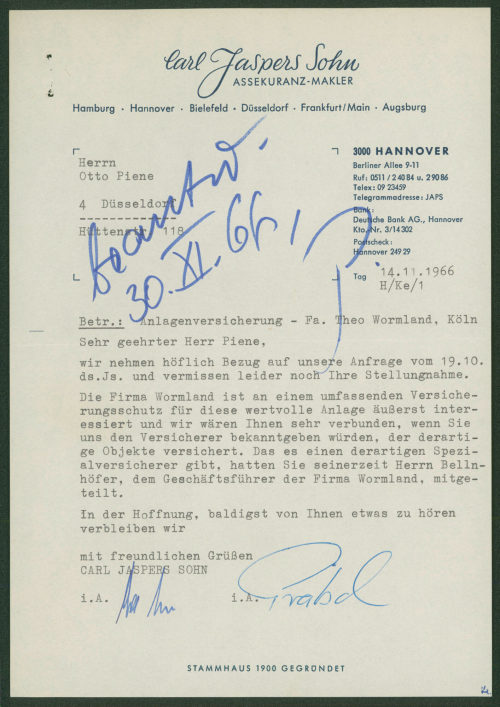 Carl Jaspers Sohn
ASSEKURANZ-MAKLER
Hamburg · Hannover · Bielefeld · Düsseldorf · Frankfurt/Main · Augsburg
Herrn
Otto Piene
4 Düsseldorf
Hüttenstr. 118
beantw.
30.XI.66,
P.
3000 HANNOVER
Berliner Allee 9-11
Ruf: 0511/2 40 84 u. 2 90 86
Telex: 09 23459
Telegrammadresse: JAPS
Bank:
Deutsche Bank AG., Hannover
Kto. Nr. 3/14 302
Postscheck:
Hannover 249 29
Tag 14.11.1966
H/Ke/1
Betr.: Anlagenversicherung - Fa. Theo Wormland, Köln
Sehr geehrter Herr Piene,
wir nehmen höflich Bezug auf unsere Anfrage vom 19.10.
ds.Js. und vermissen leider noch Ihre Stellungnahme.
Die Firma Wormland ist an einem umfassenden Versiche-
rungsschutz für diese wertvolle Anlage äußerst inter-
essiert und wir wären Ihnen sehr verbunden, wenn Sie
uns den Versicherer bekanntgeben würden, der derarti-
ge Objekte versichert. Das es einen derartigen Spezi-
alversicherer gibt, hatten Sie seinerzeit Herrn Belln-
höfer, dem Geschäftsführer der Firma Wormland, mitge-
teilt.
In der Hoffnung, baldigst von Ihnen etwas zu hören
verbleiben wir
mit freundlichen Grüßen
CARL JASPERS SOHN
i.A. i.A.
STAMMHAUS 1900 GEGRÜNDET